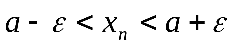 a - ε < xₙ < a + ε